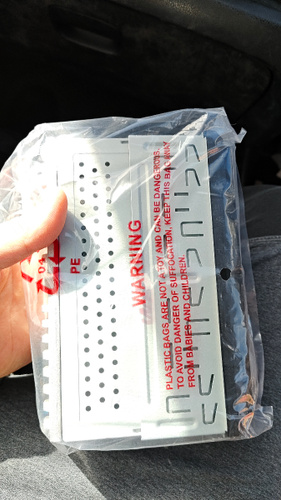 WARNING
PLASTIC BAGS ARE NOT A TOY AND CAN BE DANGEROUS.
TO AVOID DANGER OF SUFFOCATION, KEEP THIS BAG AWAY
FROM BABIES AND CHILDREN.
PE